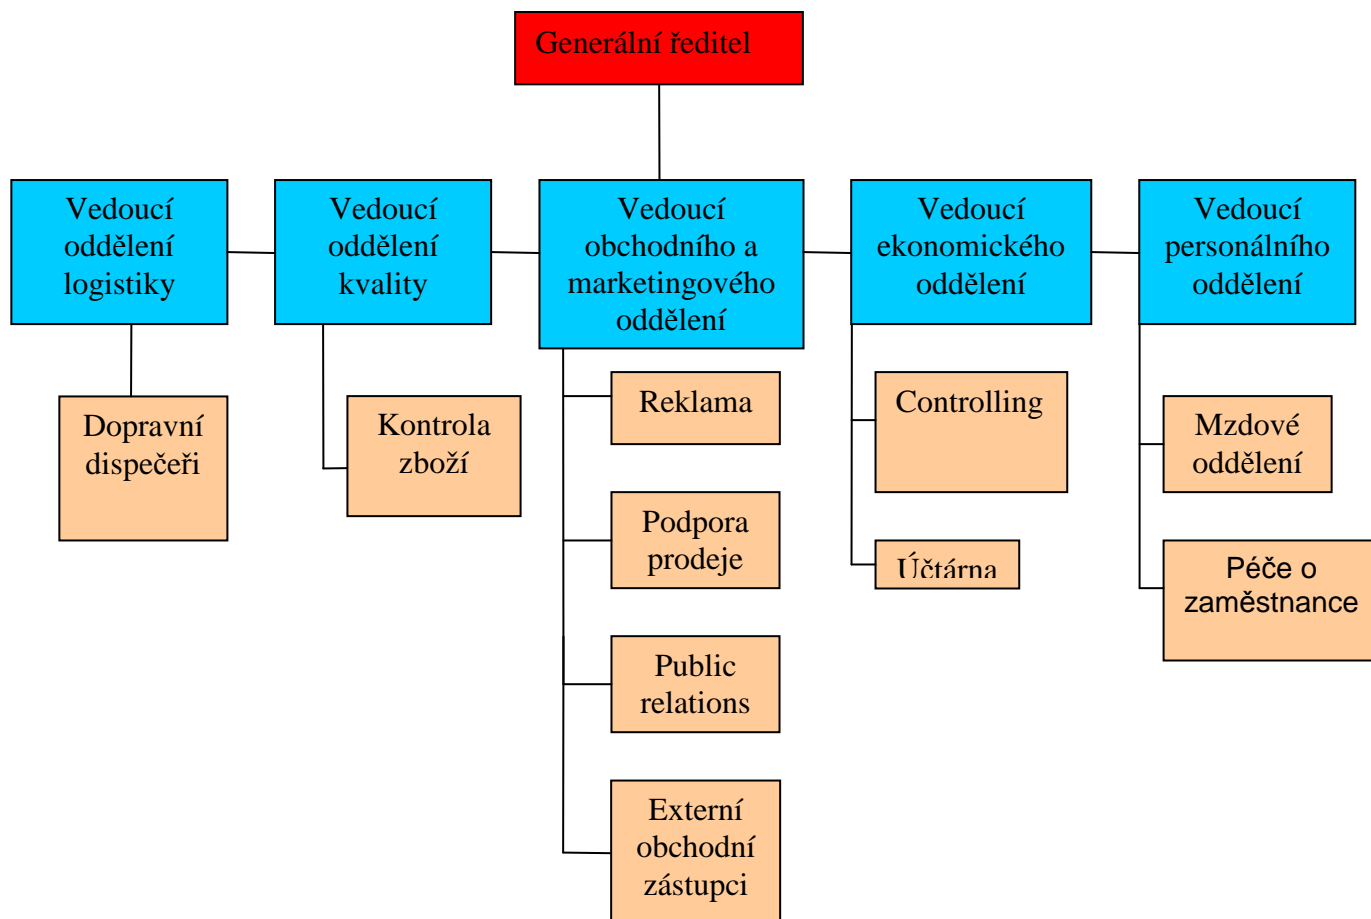 Generální ředitel
Vedoucí
oddělení
logistiky
Vedoucí
oddělení
kvality
Vedoucí
obchodního a
marketingového
oddělení
Vedoucí
ekonomického
oddělení
Vedoucí
personálního
oddělení
Dopravní
dispečeři
Kontrola
zboží
Reklama
Podpora
prodeje
Public
relations
Externí
obchodní
zástupci
Controlling
Účtárna
Mzdové
oddělení
Péče o
zaměstnance